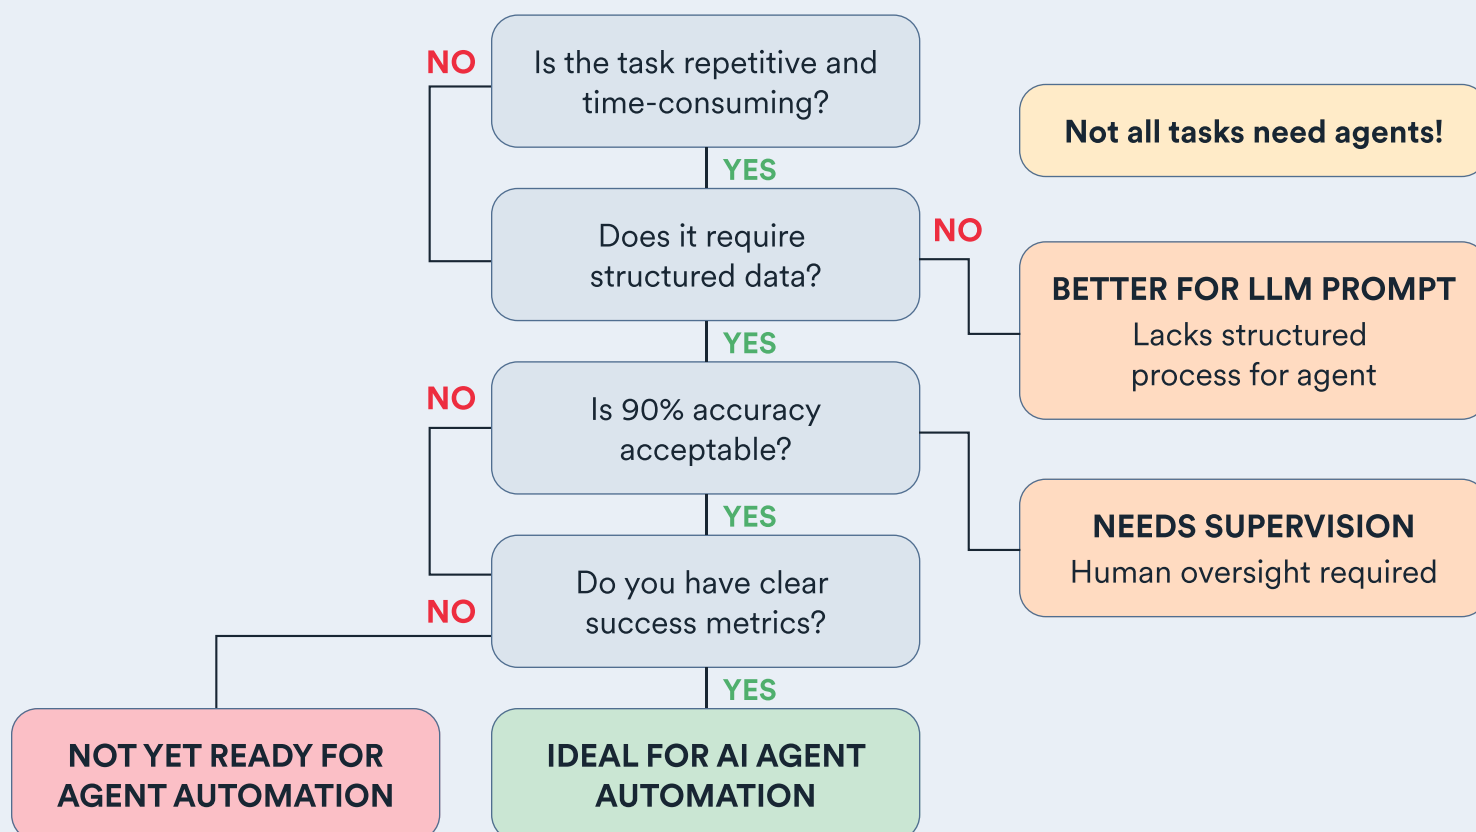 NO
Is the task repetitive and
time-consuming?
Not all tasks need agents!
YES
Does it require
structured data?
NO
BETTER FOR LLM PROMPT
Lacks structured
process for agent
YES
NO
Is 90% accuracy
acceptable?
NEEDS SUPERVISION
Human oversight required
YES
Do you have clear
success metrics?
NO
YES
NOT YET READY FOR
AGENT AUTOMATION
IDEAL FOR AI AGENT
AUTOMATION